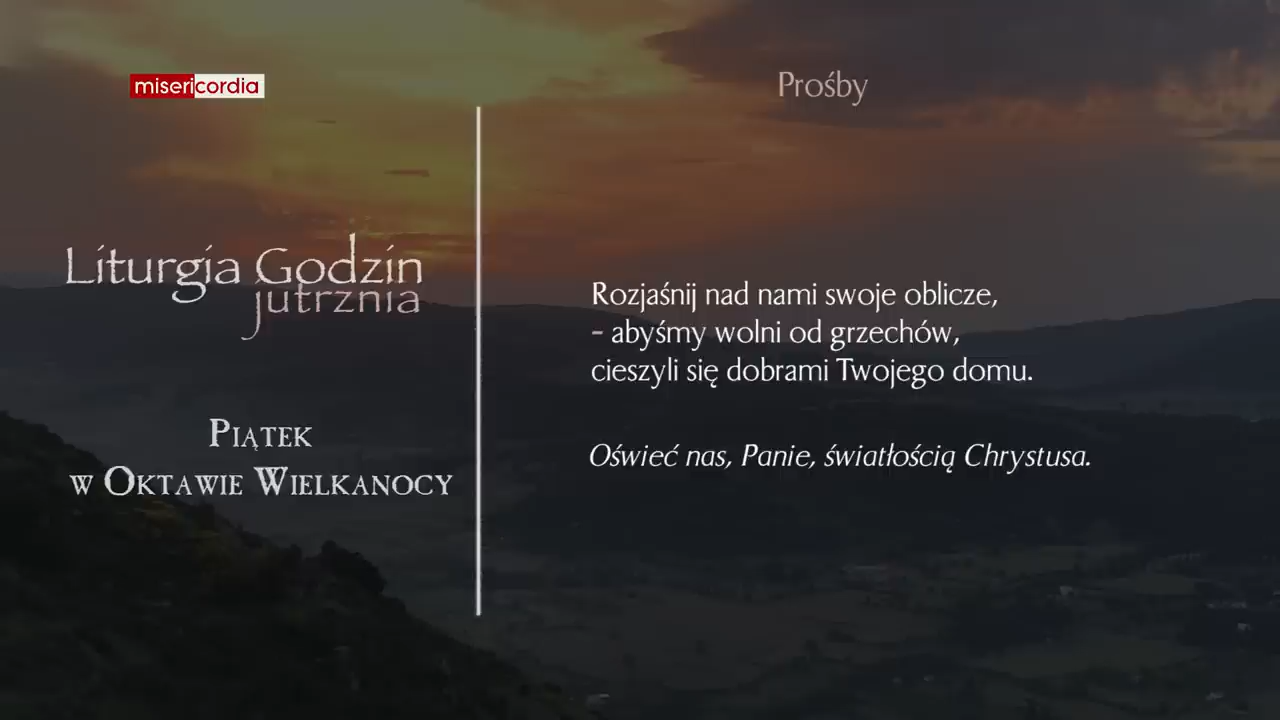 misericordia
Prośby
Liturgia Godzin
jutrznia
Piątek
w Oktawie Wielkanocy
Rozjaśnij nad nami swoje oblicze,
- abyśmy wolni od grzechów,
cieszyli się dobrami Twojego domu.
Oświeć nas, Panie, światłością Chrystusa.